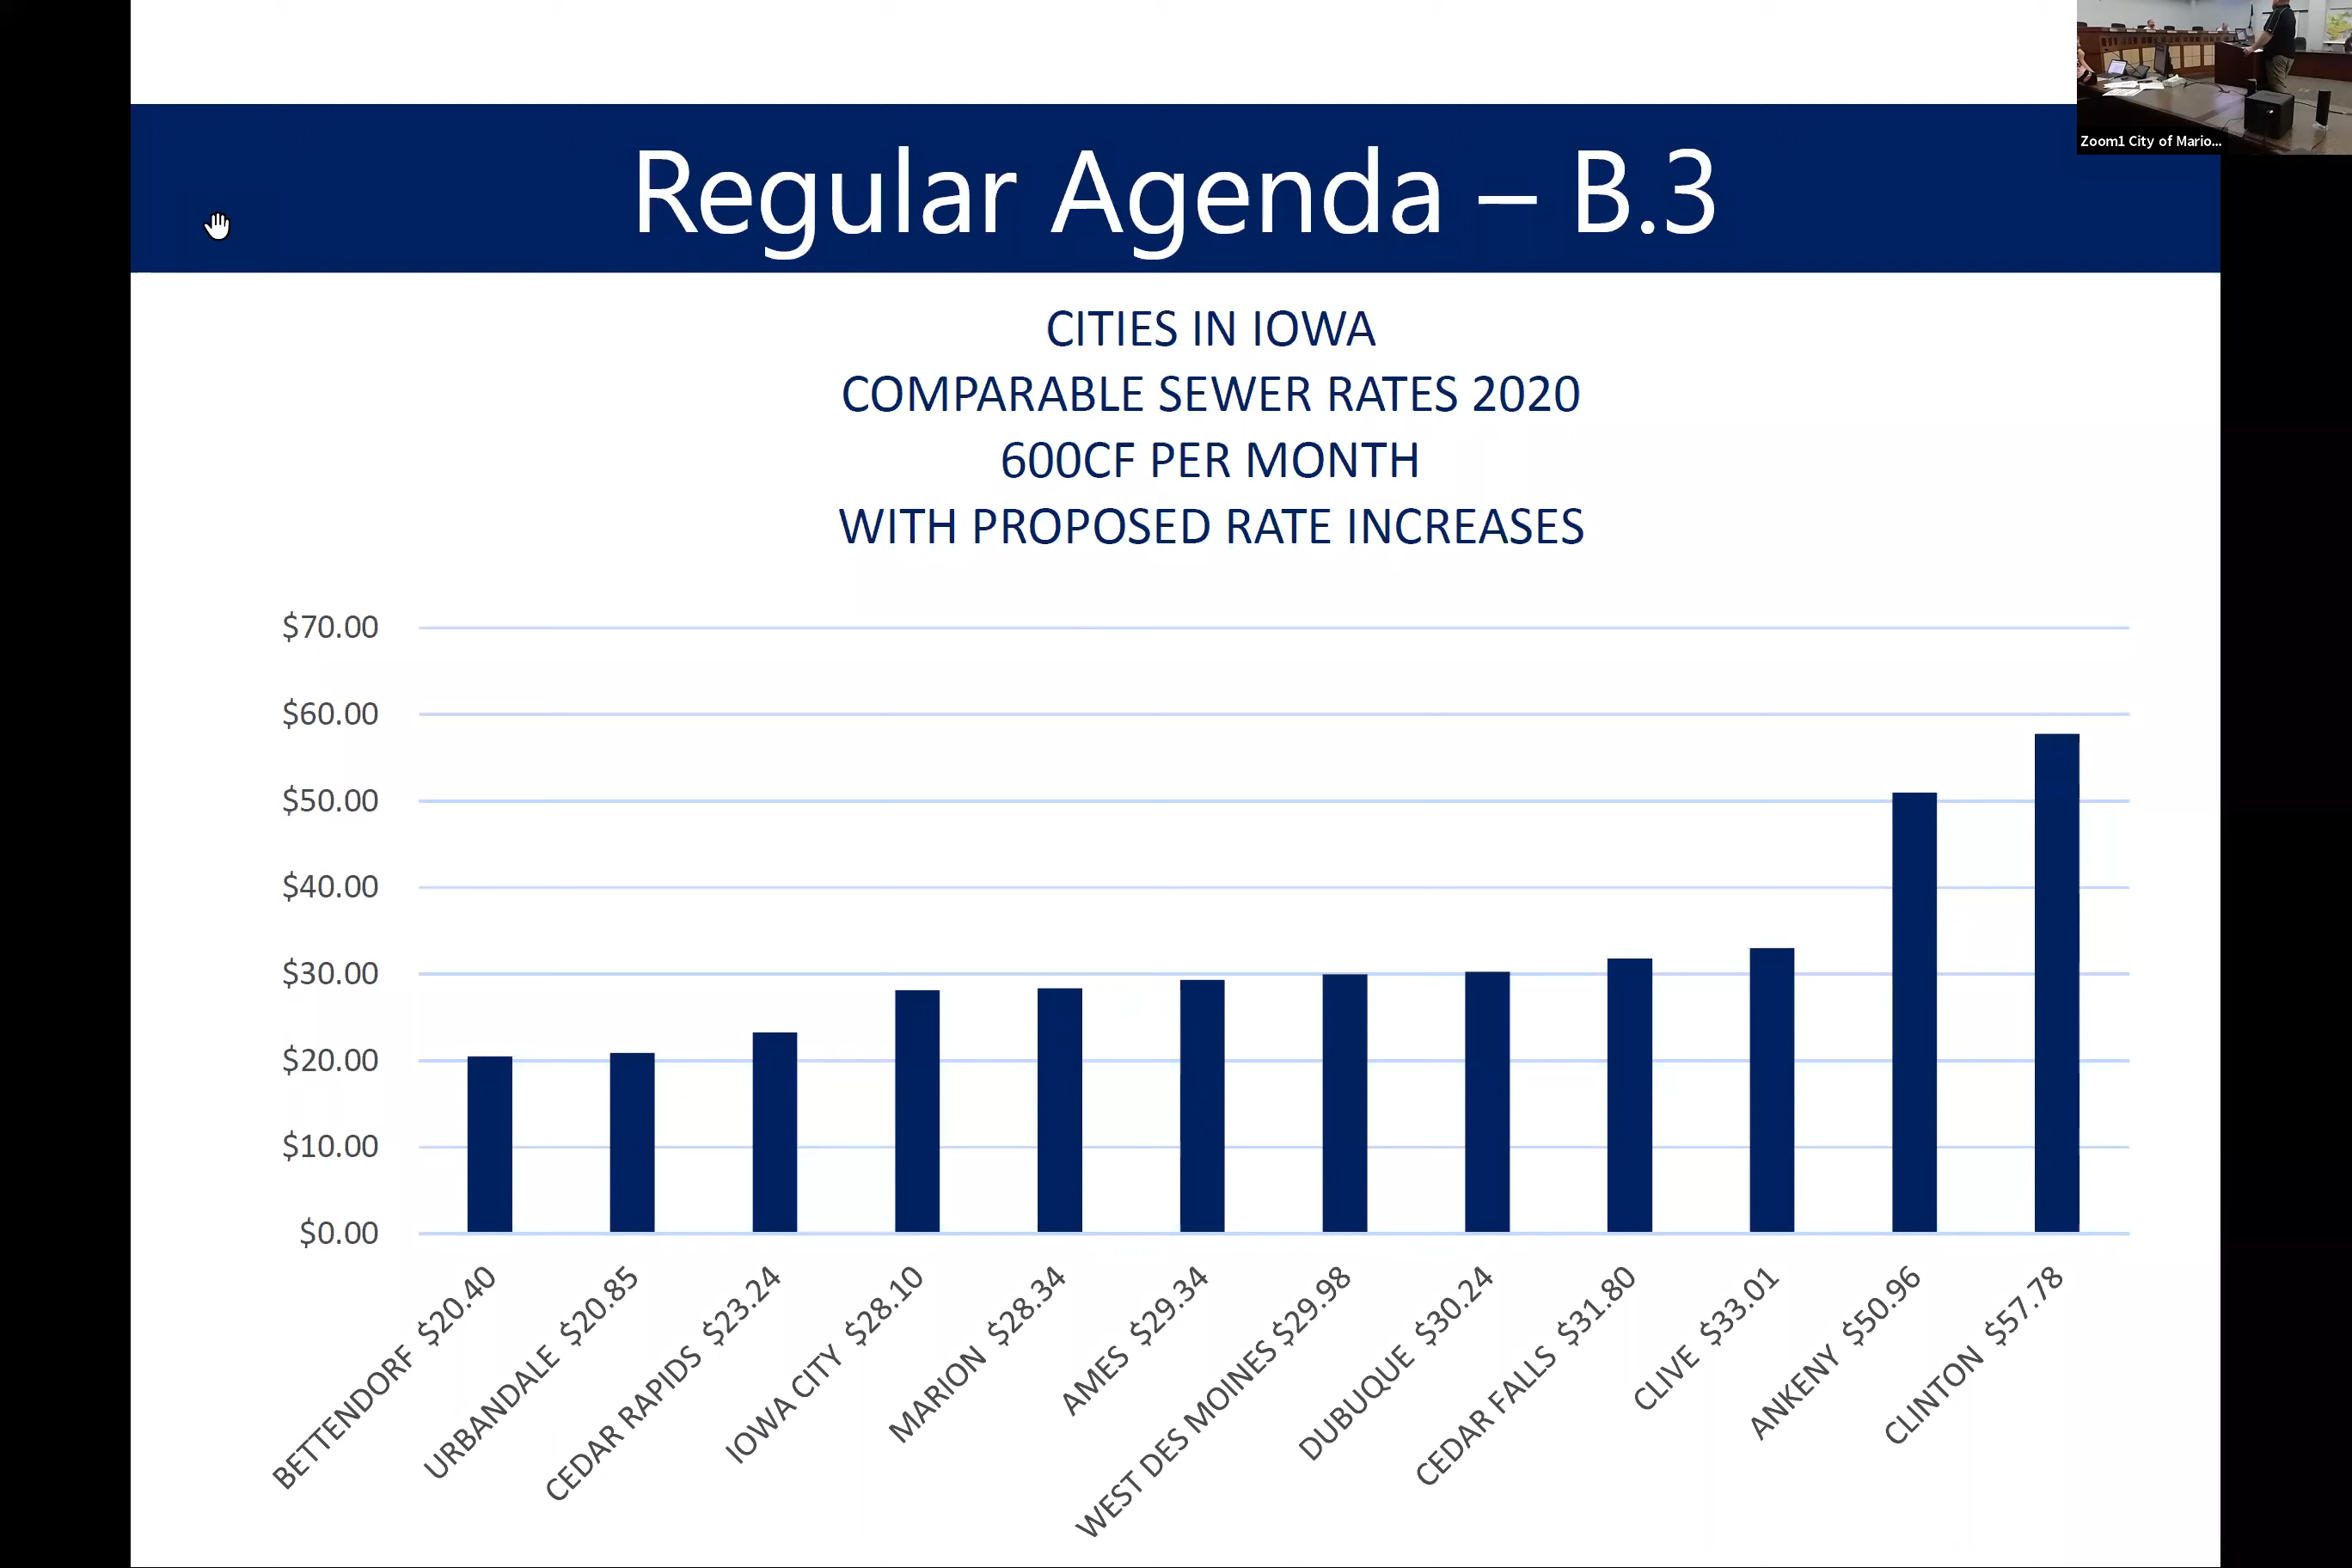 Zoom1 City of Mario...
Regular Agenda – B.3
CITIES IN IOWA
COMPARABLE SEWER RATES 2020
600CF PER MONTH
WITH PROPOSED RATE INCREASES
$70.00
$60.00
$50.00
$40.00
$30.00
$20.00
$10.00
$0.00
BETTENDORF $20.40
URBANDALE $20.85
CEDAR RAPIDS $23.24
IOWA CITY $28.10
MARION $28.34
AMES $29.34
WEST DES MOINES $29.98
DUBUQUE $30.24
CEDAR FALLS $31.80
CLIVE $33.01
ANKENY $50.96
CLINTON $57.78